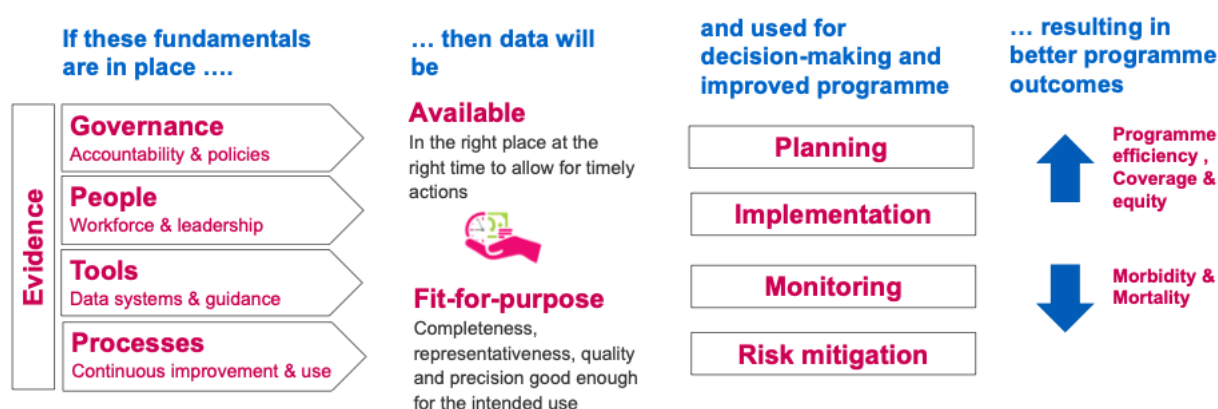 If these fundamentals
are in place ....
Evidence
Governance
Accountability & policies
People
Workforce & leadership
Tools
Data systems & guidance
Processes
Continuous improvement & use
... then data will
be
Available
In the right place at the
right time to allow for timely
actions
Fit-for-purpose
Completeness,
representativeness, quality
and precision good enough
for the intended use
and used for
decision-making and
improved programme
Planning
Implementation
Monitoring
Risk mitigation
... resulting in
better programme
outcomes
Programme
efficiency ,
Coverage &
equity
Morbidity &
Mortality